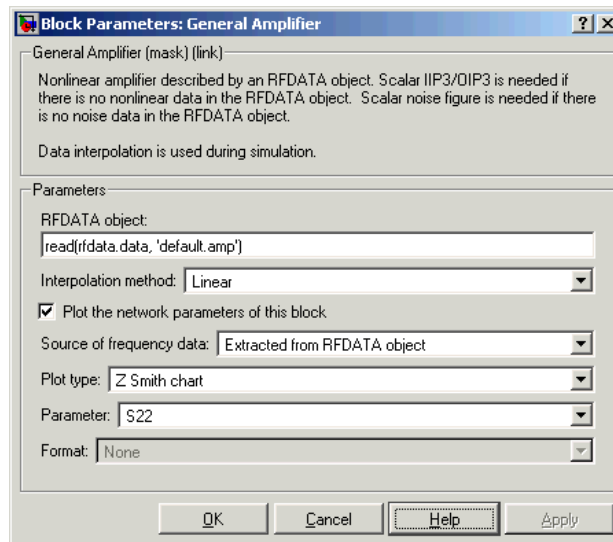 Block Parameters: General Amplifier
General Amplifier (mask) (link)
Nonlinear amplifier described by an RFDATA object. Scalar IIP3/OIP3 is needed if
there is no nonlinear data in the RFDATA object.  Scalar noise figure is needed if there
is no noise data in the RFDATA object.
Data interpolation is used during simulation.
Parameters
RFDATA object:
read(rfdata.data, 'default.amp')
Interpolation method: Linear
Plot the network parameters of this block
Source of frequency data: Extracted from RFDATA object
Plot type: Z Smith chart
Parameter: S22
Format: None
OK Cancel Help Apply